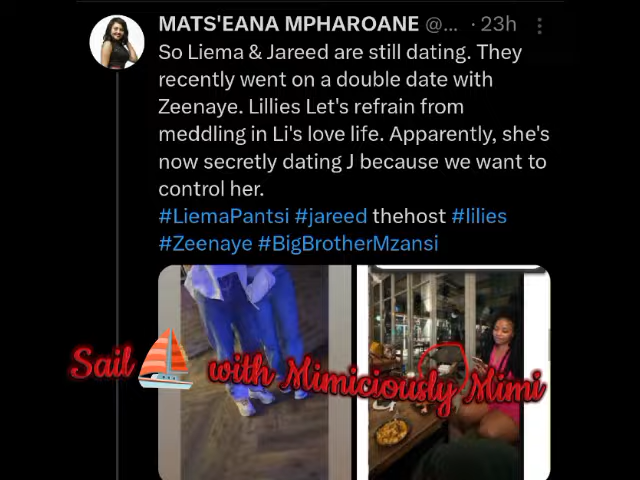 MATS'EANA MPHAROANE @... · 23h
So Liema & Jareed are still dating. They
recently went on a double date with
Zeenaye. Lillies Let's refrain from
meddling in Li's love life. Apparently, she's
now secretly dating J because we want to
control her.
#LiemaPantsi #jareed thehost #lilies
#Zeenaye #BigBrotherMzansi
Sail with Mimiciously Mimi